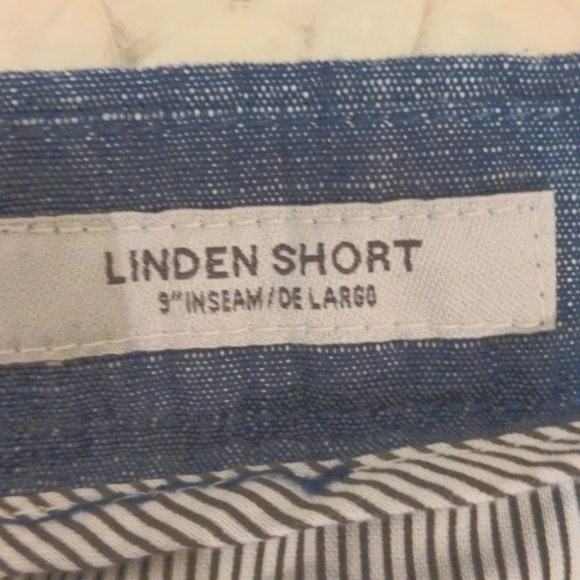 LINDEN SHORT
9" INSEAM / DE LARGO